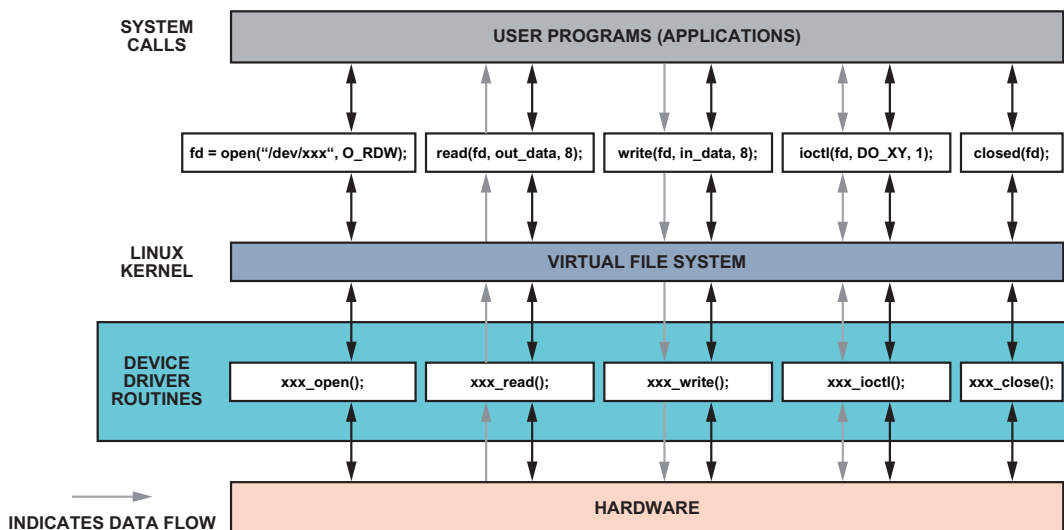 SYSTEM
CALLS
USER PROGRAMS (APPLICATIONS)
fd = open(“/dev/xxx“, O_RDW);
read(fd, out_data, 8);
write(fd, in_data, 8);
ioctl(fd, DO_XY, 1);
closed(fd);
LINUX
KERNEL
VIRTUAL FILE SYSTEM
DEVICE
DRIVER
ROUTINES
xxx_open();
xxx_read();
xxx_write();
xxx_ioctl();
xxx_close();
HARDWARE
INDICATES DATA FLOW